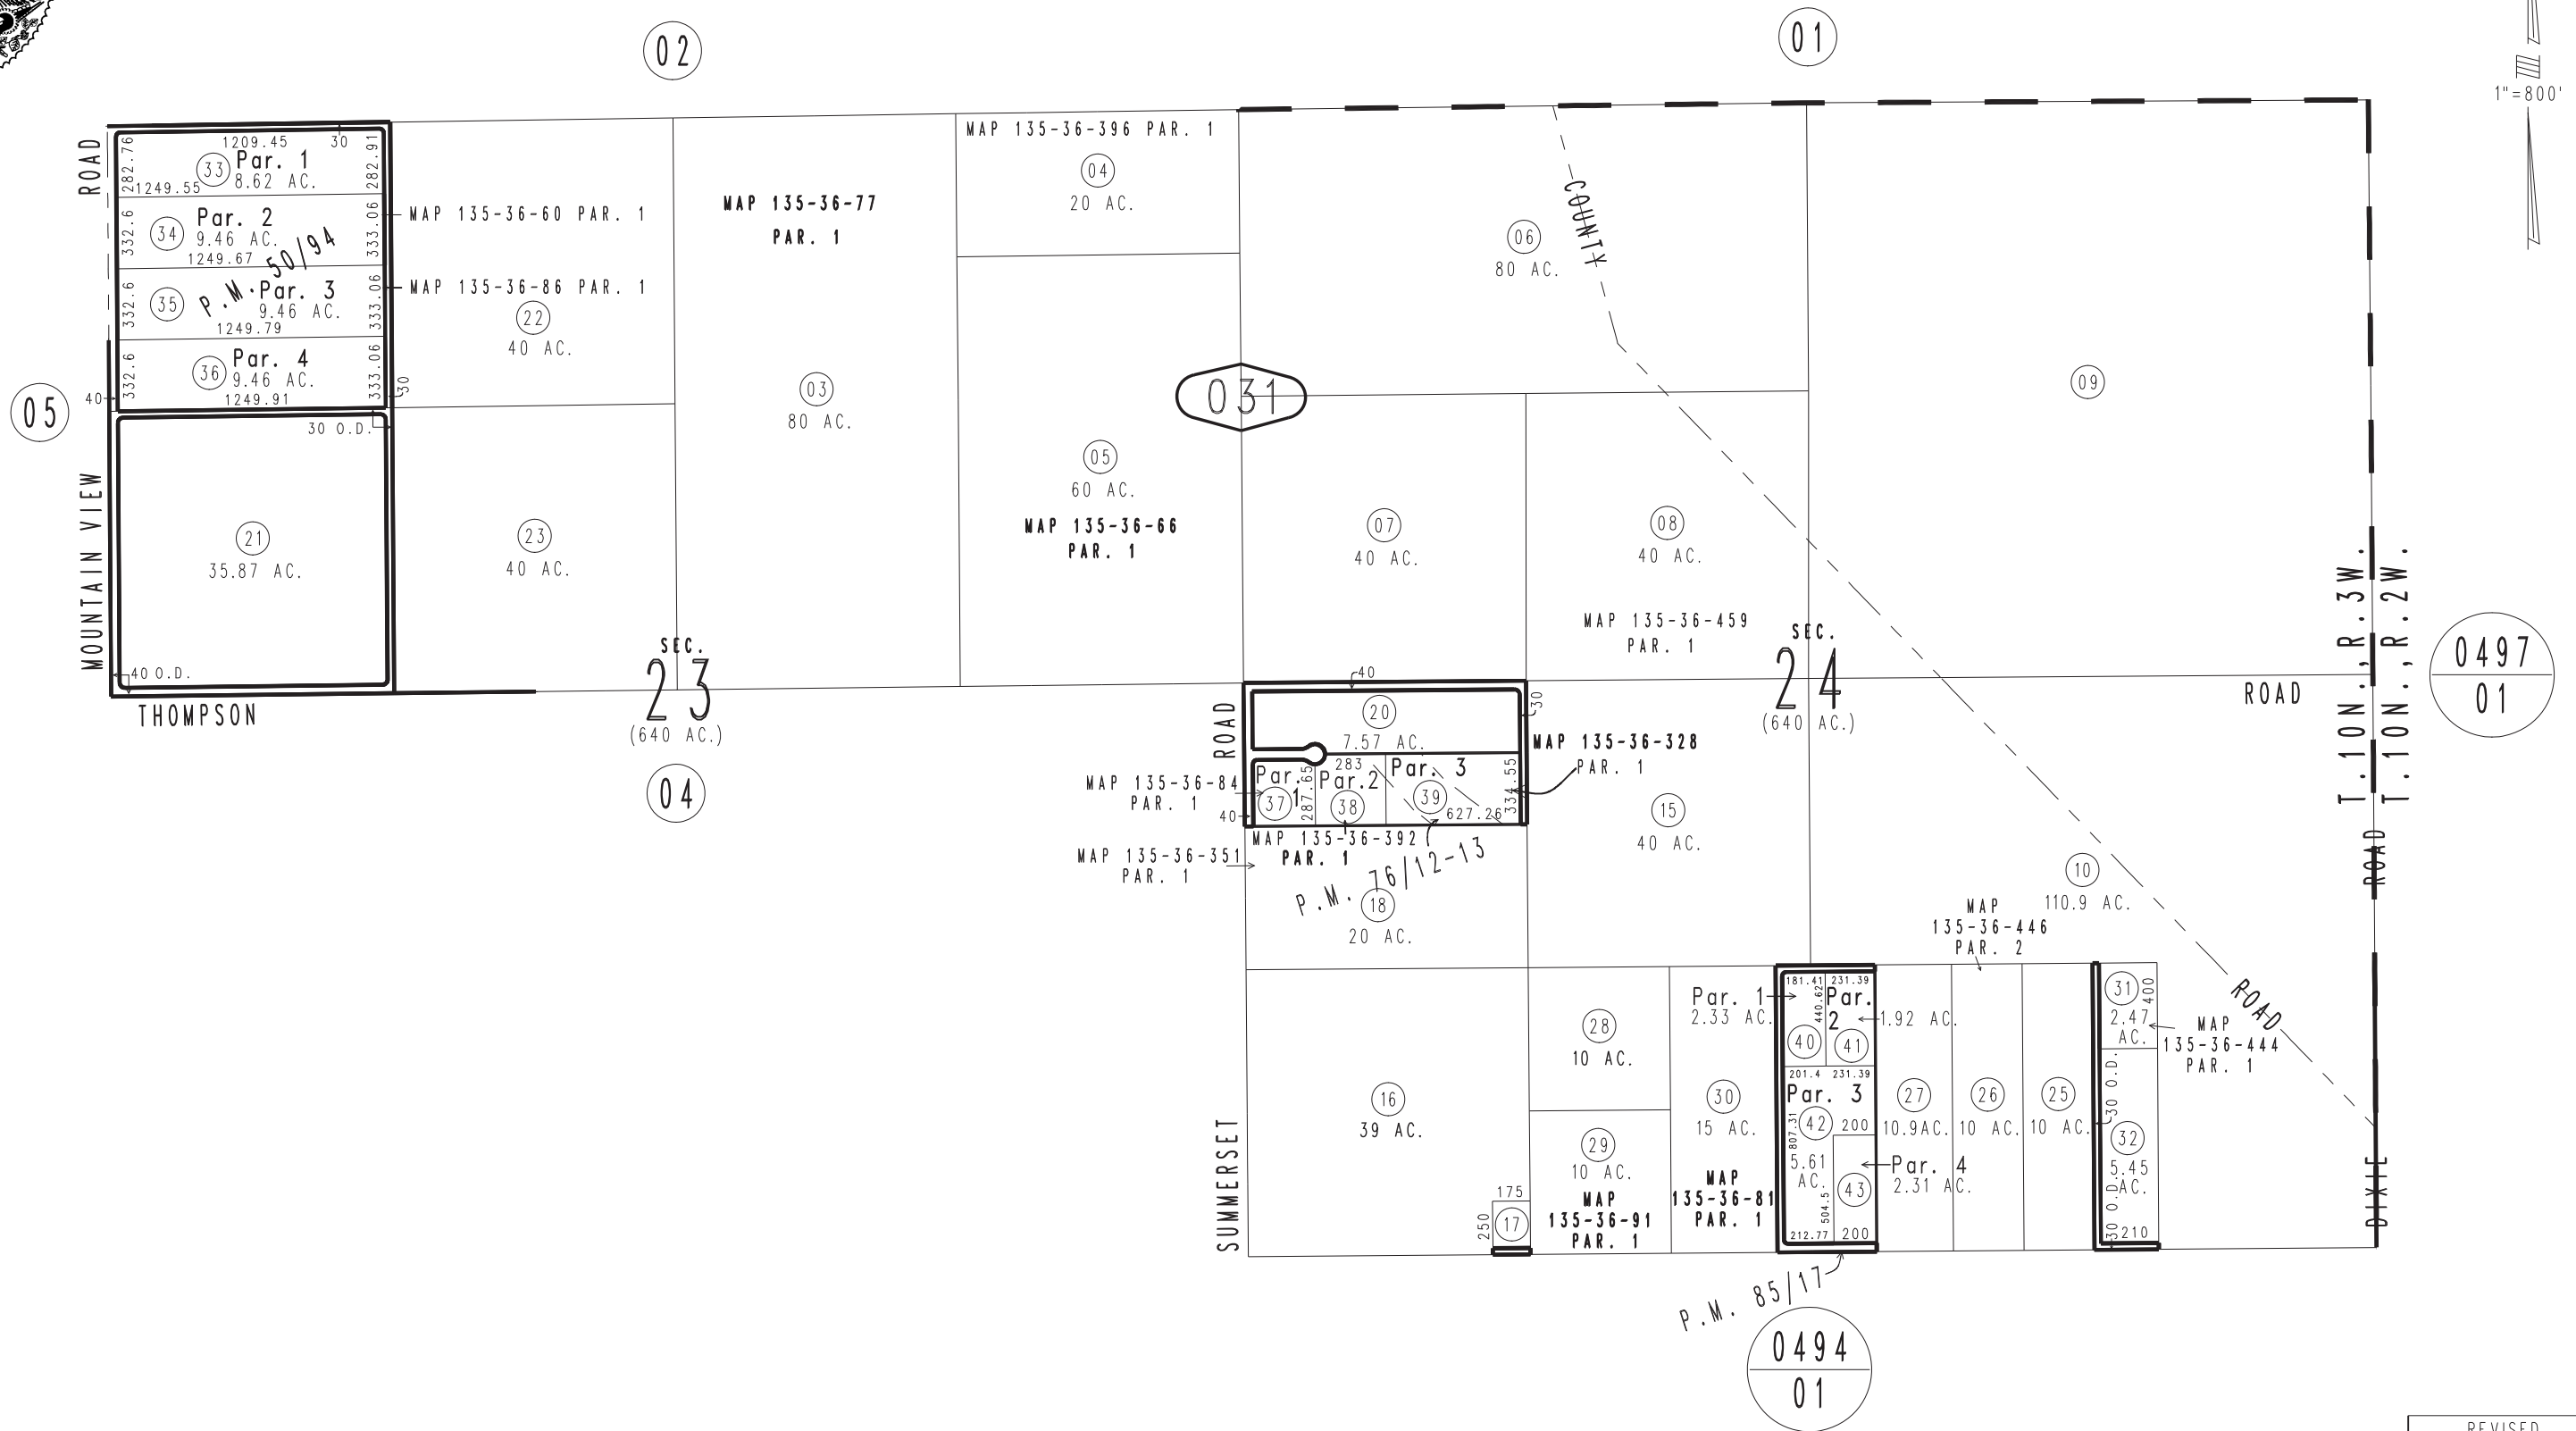 02
01
1"=800'
ROAD
1209.45
30
282.76
33
Par. 1
8.62 AC.
282.91
1249.55
332.6
34
Par. 2
9.46 AC.
333.06
1249.67
P.M. 50/94
332.6
35
Par. 3
9.46 AC.
333.06
1249.79
332.6
36
Par. 4
9.46 AC.
333.06
1249.91
30
40
05
30 O.D.
MOUNTAIN VIEW
21
35.87 AC.
40 O.D.
THOMPSON
MAP 135-36-60 PAR. 1
MAP 135-36-86 PAR. 1
22
40 AC.
23
40 AC.
MAP 135-36-77
PAR. 1
03
80 AC.
SEC.
23
(640 AC.)
04
MAP 135-36-396 PAR. 1
04
20 AC.
05
60 AC.
MAP 135-36-66
PAR. 1
031
06
80 AC.
COUNTY
09
07
40 AC.
08
40 AC.
MAP 135-36-459
PAR. 1
SEC.
24
(640 AC.)
ROAD
T.10N.,R.3W.
T.10N.,R.2W.
0497
01
ROAD
40
30
20
7.57 AC.
MAP 135-36-328
PAR. 1
MAP 135-36-84
PAR. 1
40
Par. 1
37
287.65
283
Par.2
38
Par. 3
39
334.55
627.26
MAP 135-36-392
PAR. 1
MAP 135-36-351
PAR. 1
P.M. 76/12-13
18
20 AC.
15
40 AC.
10
110.9 AC.
ROAD
MAP
135-36-446
PAR. 2
SUMMERSET
16
39 AC.
175
250
17
28
10 AC.
29
10 AC.
MAP
135-36-91
PAR. 1
30
15 AC.
MAP
135-36-81
PAR. 1
Par. 1
2.33 AC.
181.41
231.39
440.62
Par.
2
1.92 AC.
40
41
201.4
231.39
Par. 3
42
200
807.31
5.61
AC.
Par. 4
2.31 AC.
43
504.5
212.77
200
27
10.9AC.
26
10 AC.
25
10 AC.
31
400
2.47
AC.
MAP
135-36-444
PAR. 1
30 O.D.
32
5.45
AC.
30 O.D.
210
ROAD
DIXIE
P.M. 85/17
0494
01
REVISED